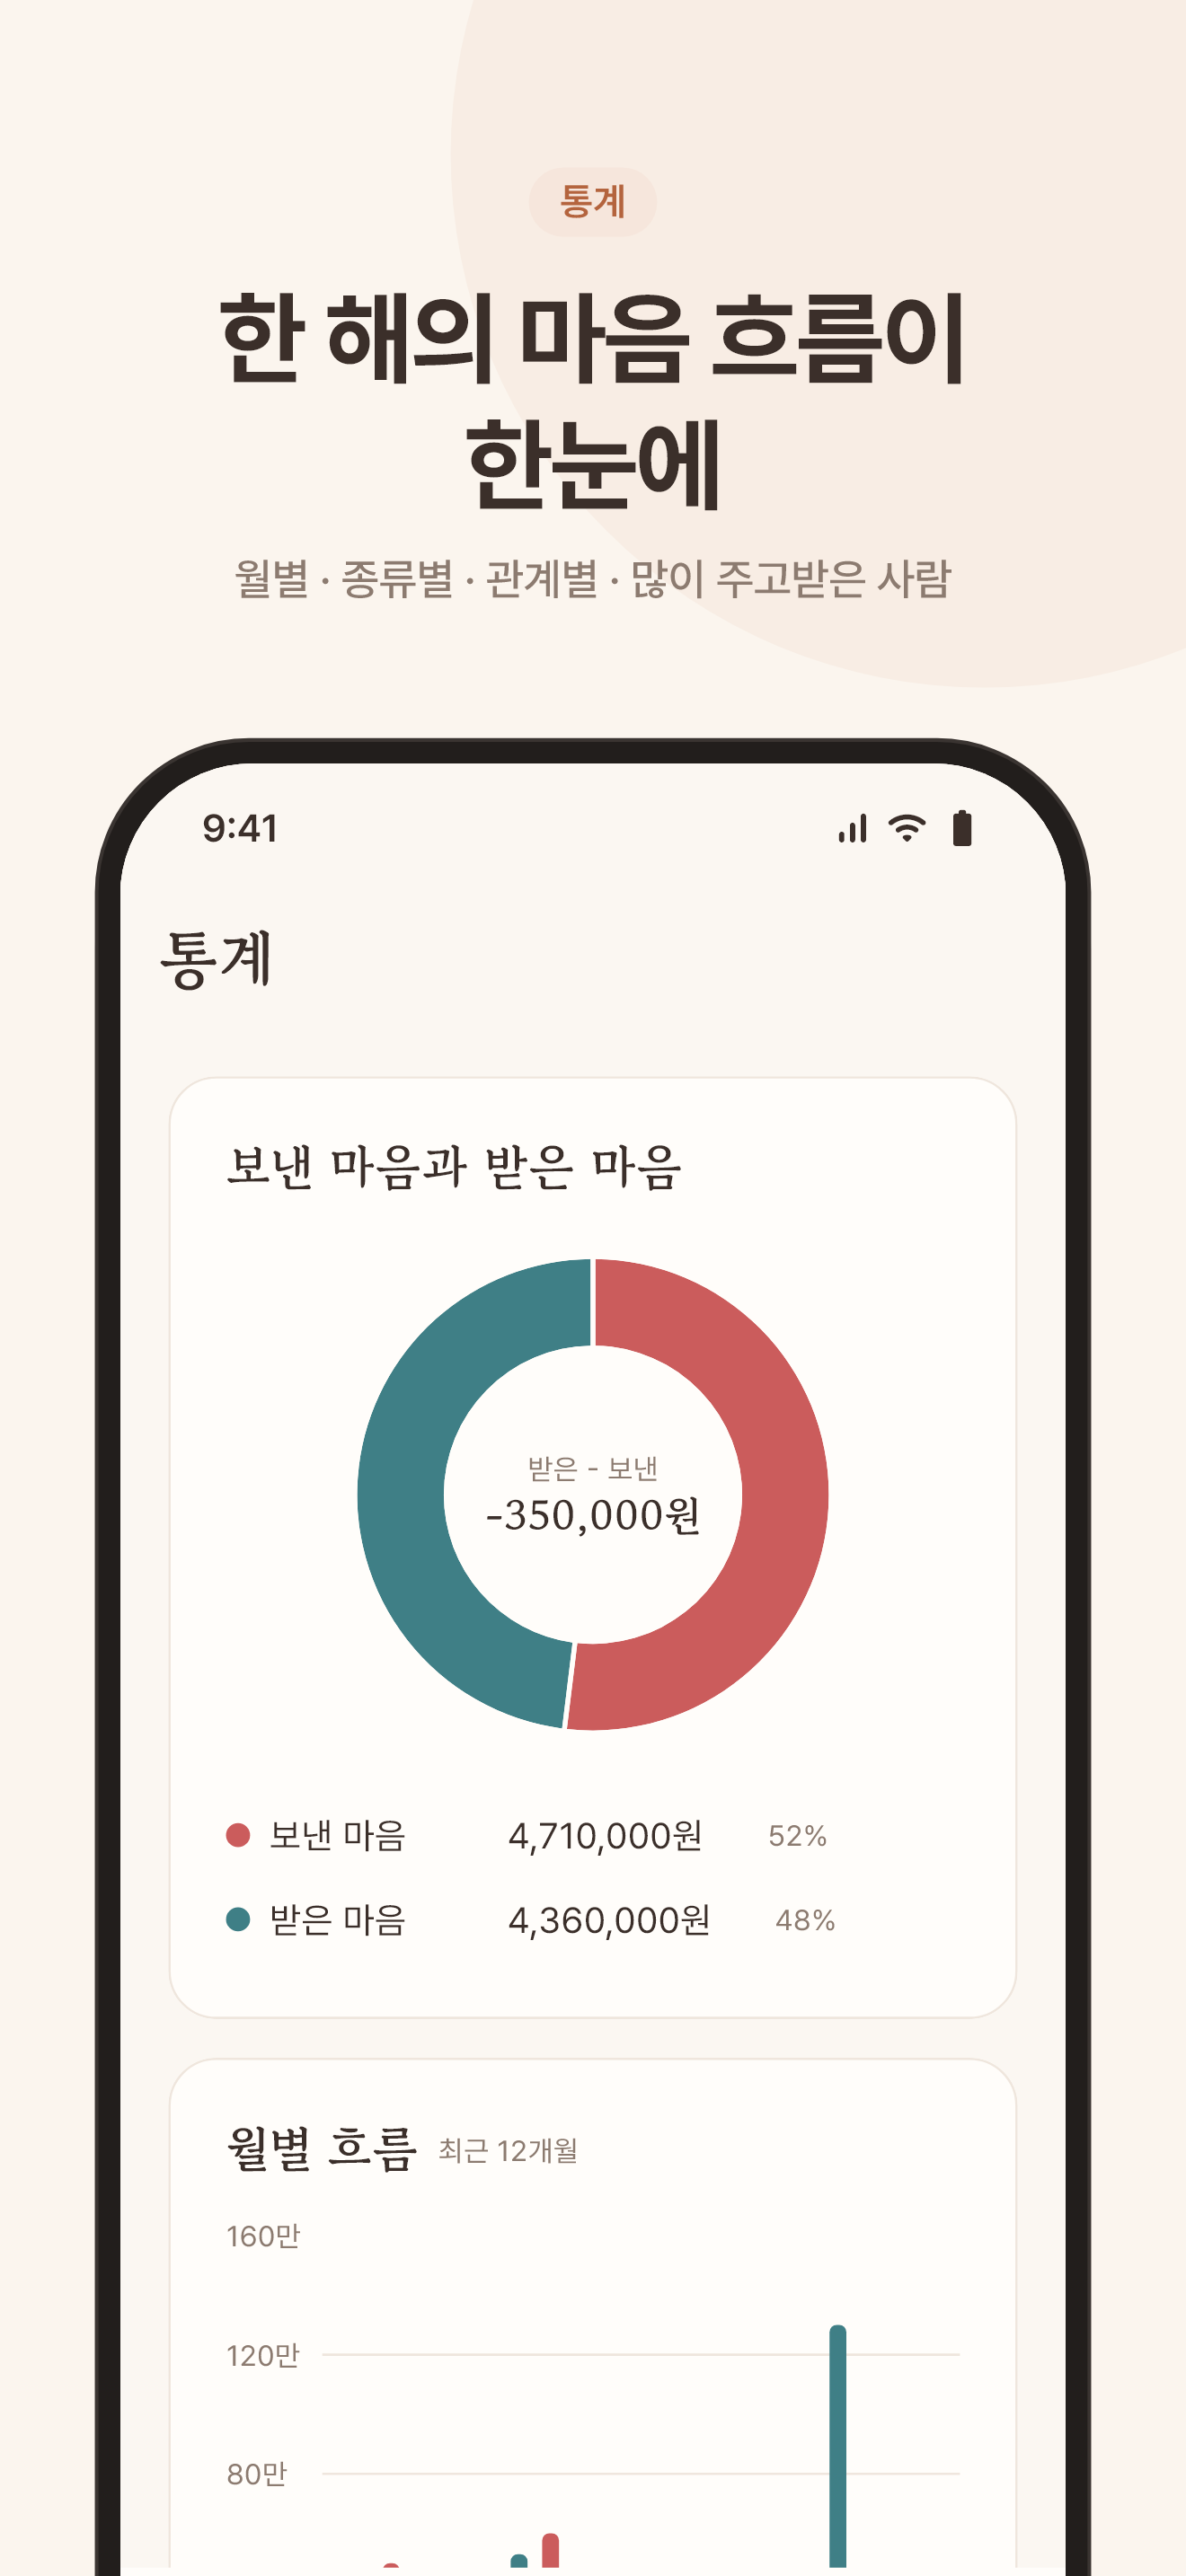 통계
한 해의 마음 흐름이
한눈에
월별 · 종류별 · 관계별 · 많이 주고받은 사람
9:41
통계
보낸 마음과 받은 마음
받은 - 보낸
-350,000원
보낸 마음 4,710,000원 52%
받은 마음 4,360,000원 48%
월별 흐름 최근 12개월
160만
120만
80만